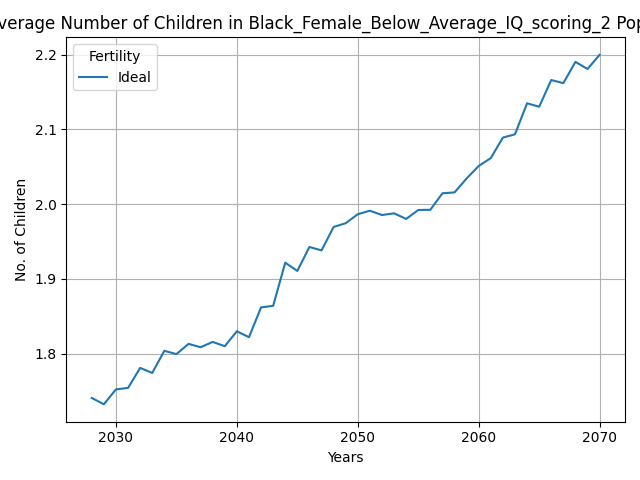 verage Number of Children in Black_Female_Below_Average_IQ_scoring_2 Pop
Fertility
Ideal
2.2
2.1
2.0
1.9
1.8
No. of Children
2030 2040 2050 2060 2070
Years